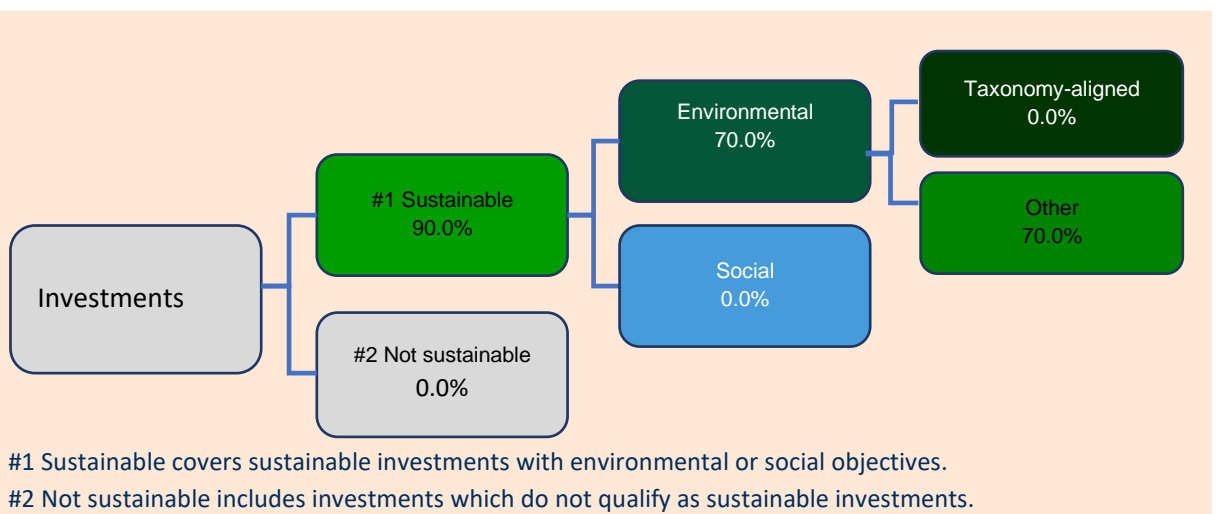 Investments
#1 Sustainable
90.0%
#2 Not sustainable
0.0%
Environmental
70.0%
Social
0.0%
Taxonomy-aligned
0.0%
Other
70.0%
#1 Sustainable covers sustainable investments with environmental or social objectives.
#2 Not sustainable includes investments which do not qualify as sustainable investments.